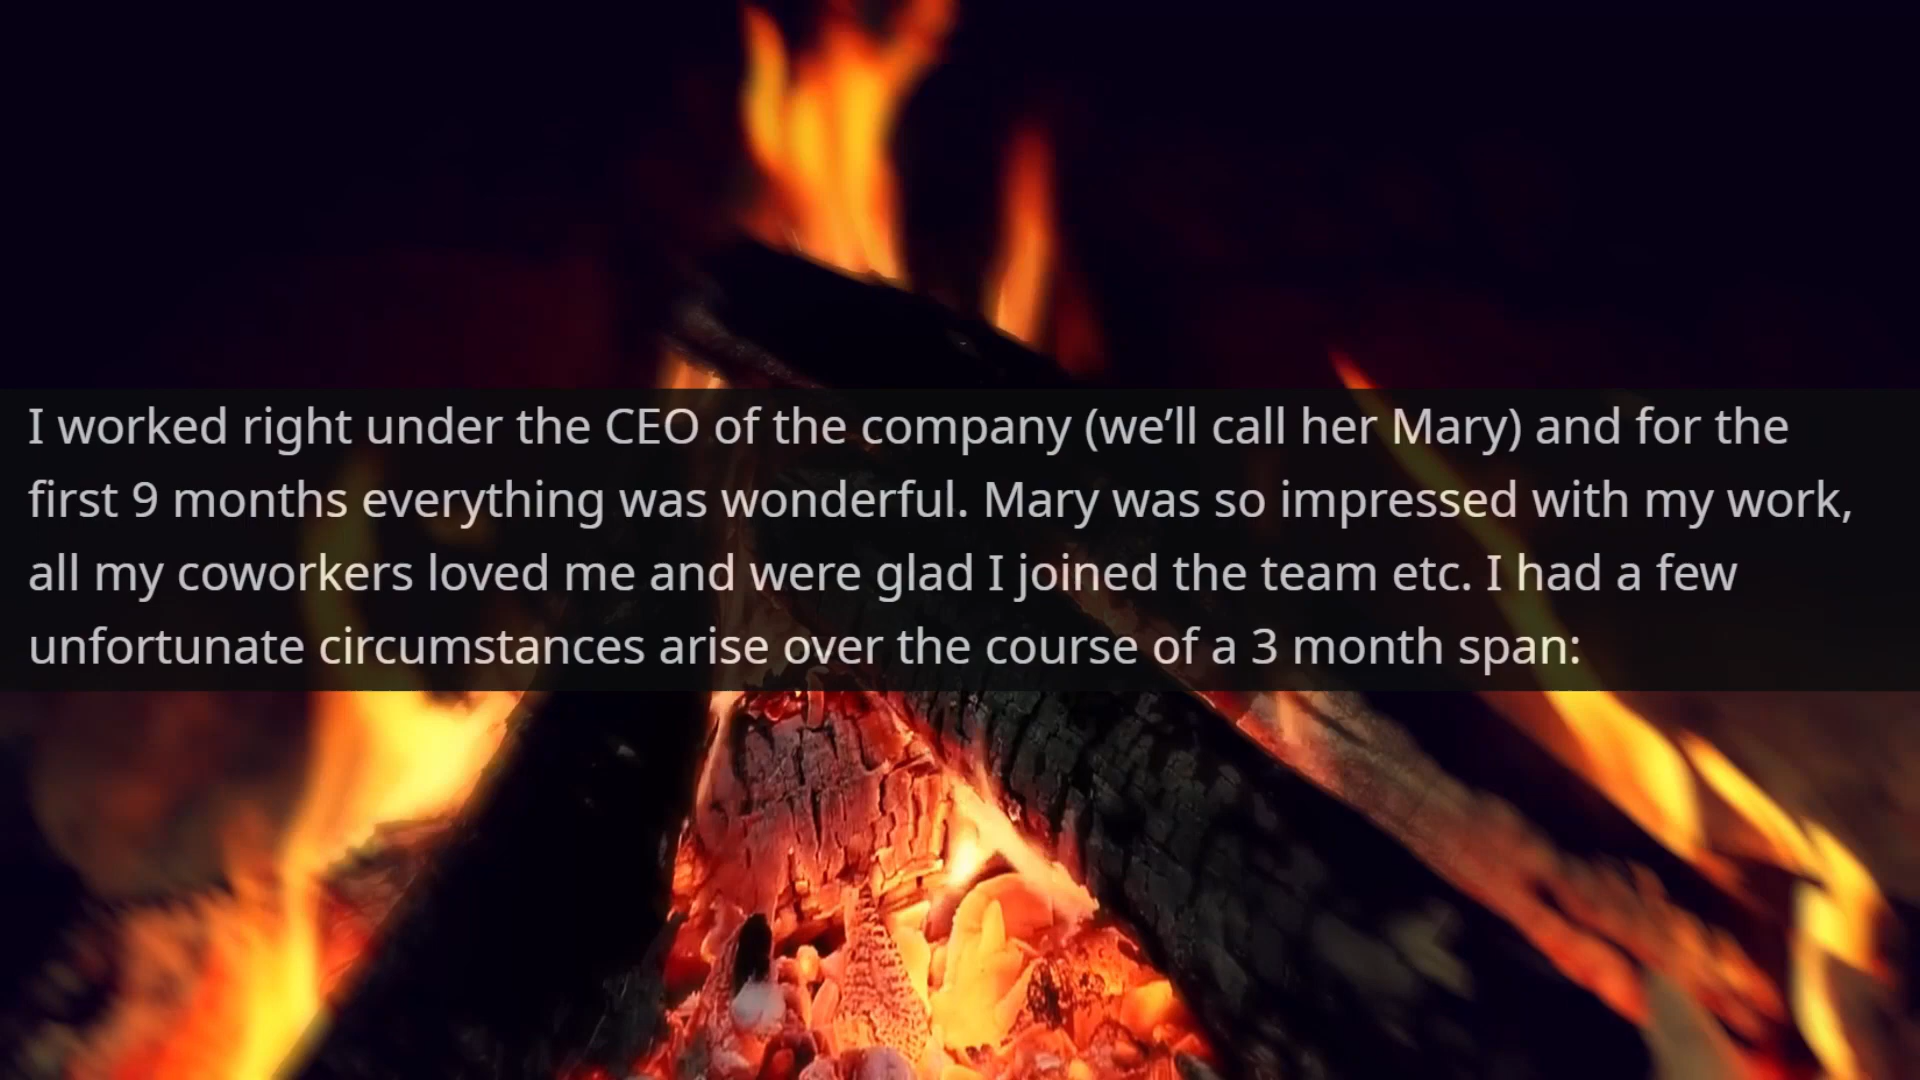 I worked right under the CEO of the company (we’ll call her Mary) and for the
first 9 months everything was wonderful. Mary was so impressed with my work,
all my coworkers loved me and were glad I joined the team etc. I had a few
unfortunate circumstances arise over the course of a 3 month span: